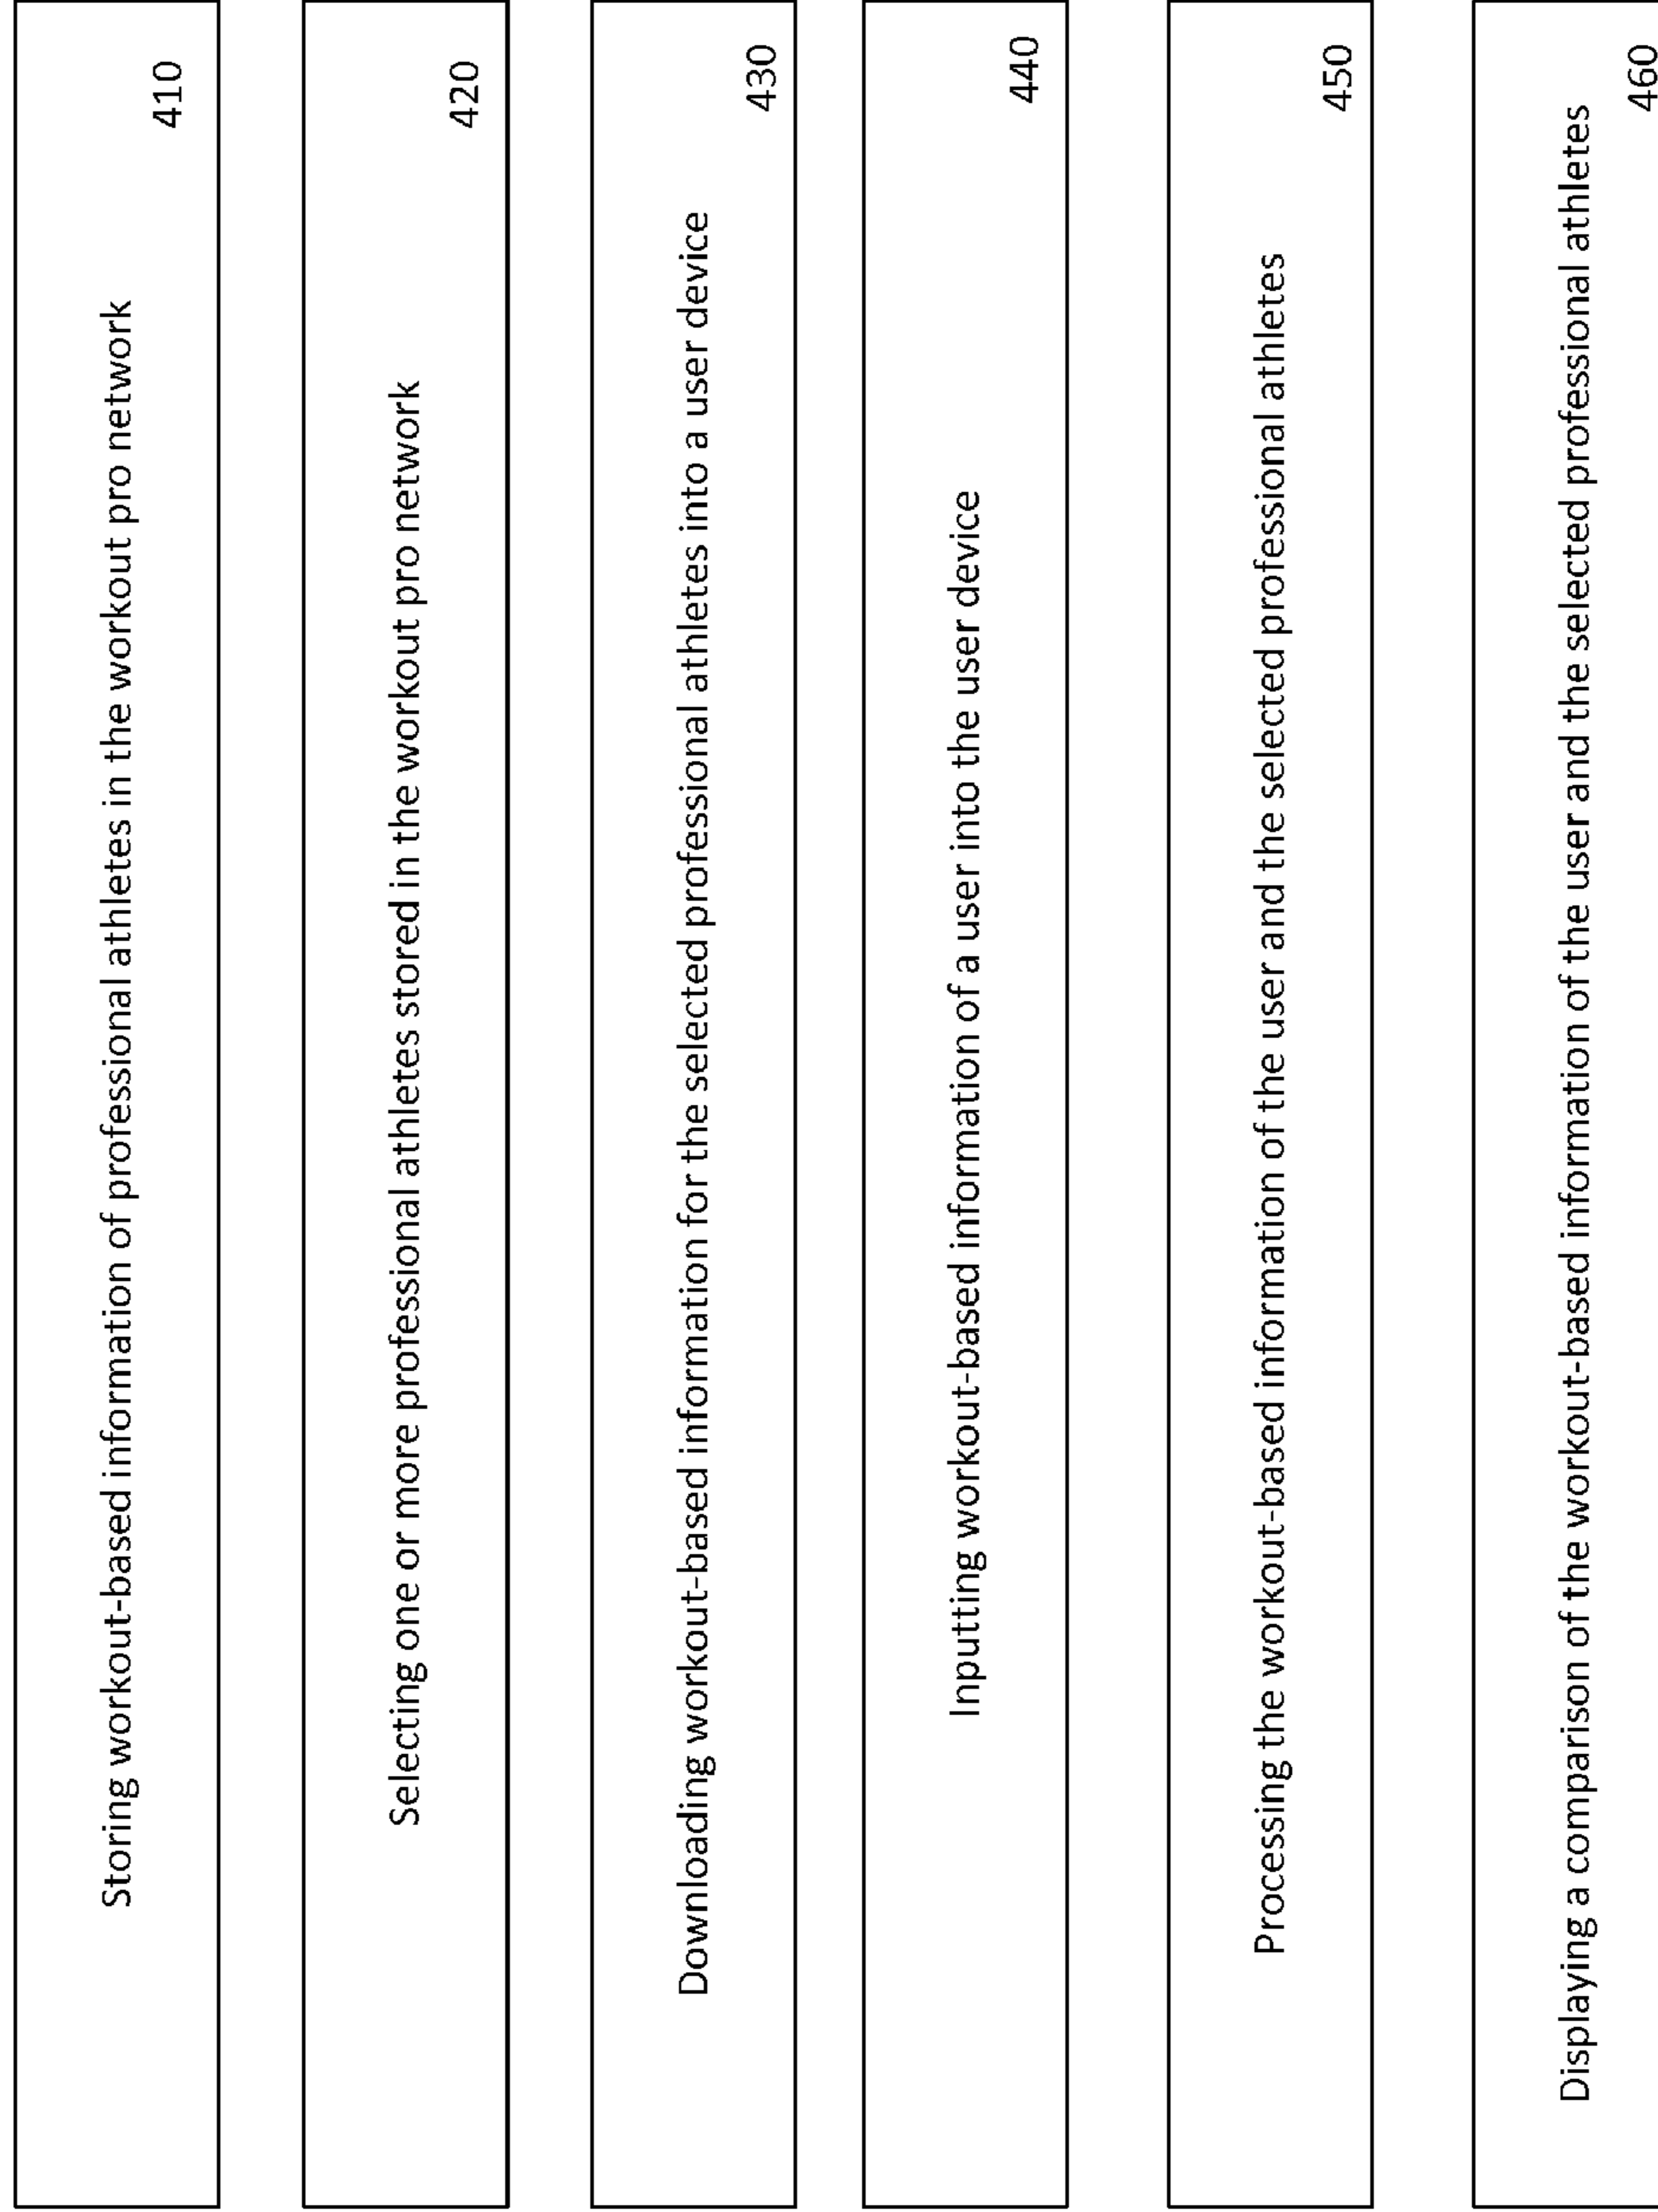 Storing workout-based information of professional athletes in the workout pro network
410
Selecting one or more professional athletes stored in the workout pro network
420
Downloading workout-based information for the selected professional athletes into a user device
430
Inputting workout-based information of a user into the user device
440
Processing the workout-based information of the user and the selected professional athletes
450
Displaying a comparison of the workout-based information of the user and the selected professional athletes
460